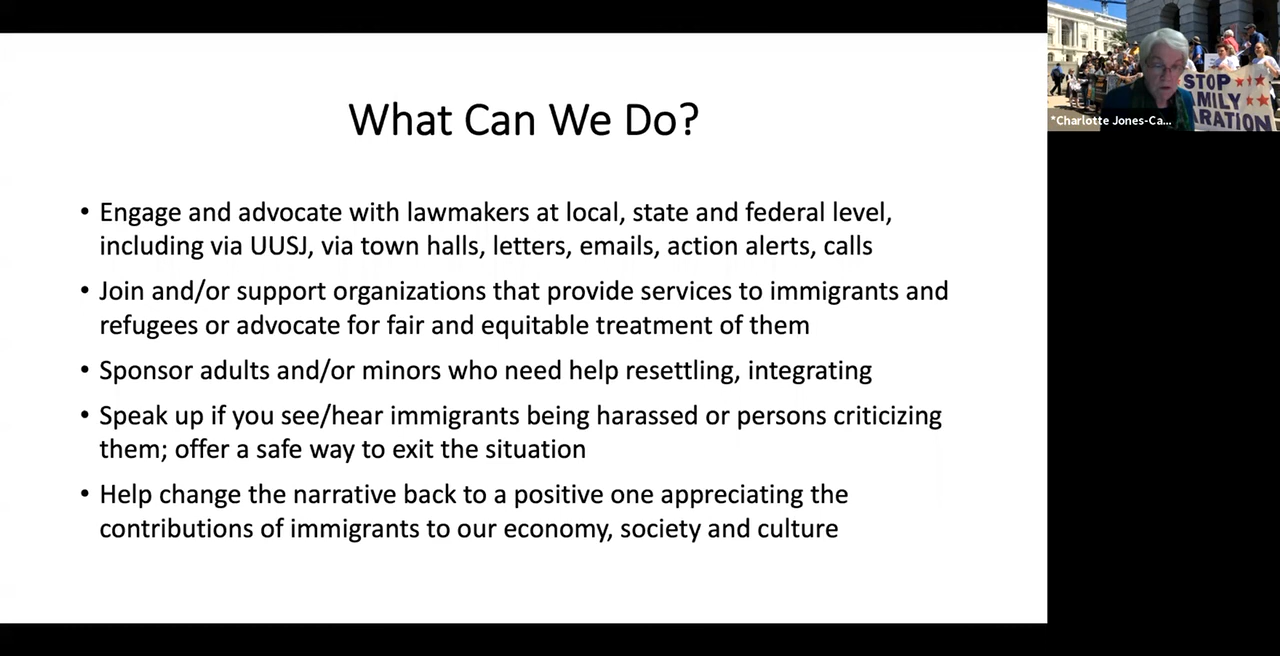 What Can We Do?
• Engage and advocate with lawmakers at local, state and federal level,
including via UUSJ, via town halls, letters, emails, action alerts, calls
• Join and/or support organizations that provide services to immigrants and
refugees or advocate for fair and equitable treatment of them
• Sponsor adults and/or minors who need help resettling, integrating
• Speak up if you see/hear immigrants being harassed or persons criticizing
them; offer a safe way to exit the situation
• Help change the narrative back to a positive one appreciating the
contributions of immigrants to our economy, society and culture
STOP
MILY
RATION
*Charlotte Jones-Ca...